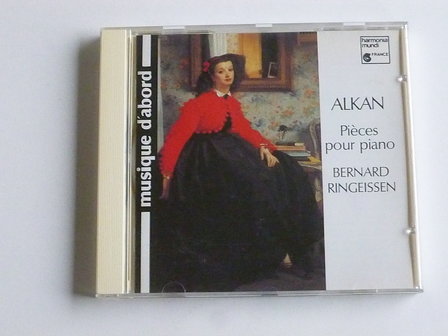 musique d'abord
harmonia
mundi
FRANCE
ALKAN
Pièces
pour piano
BERNARD
RINGEISSEN